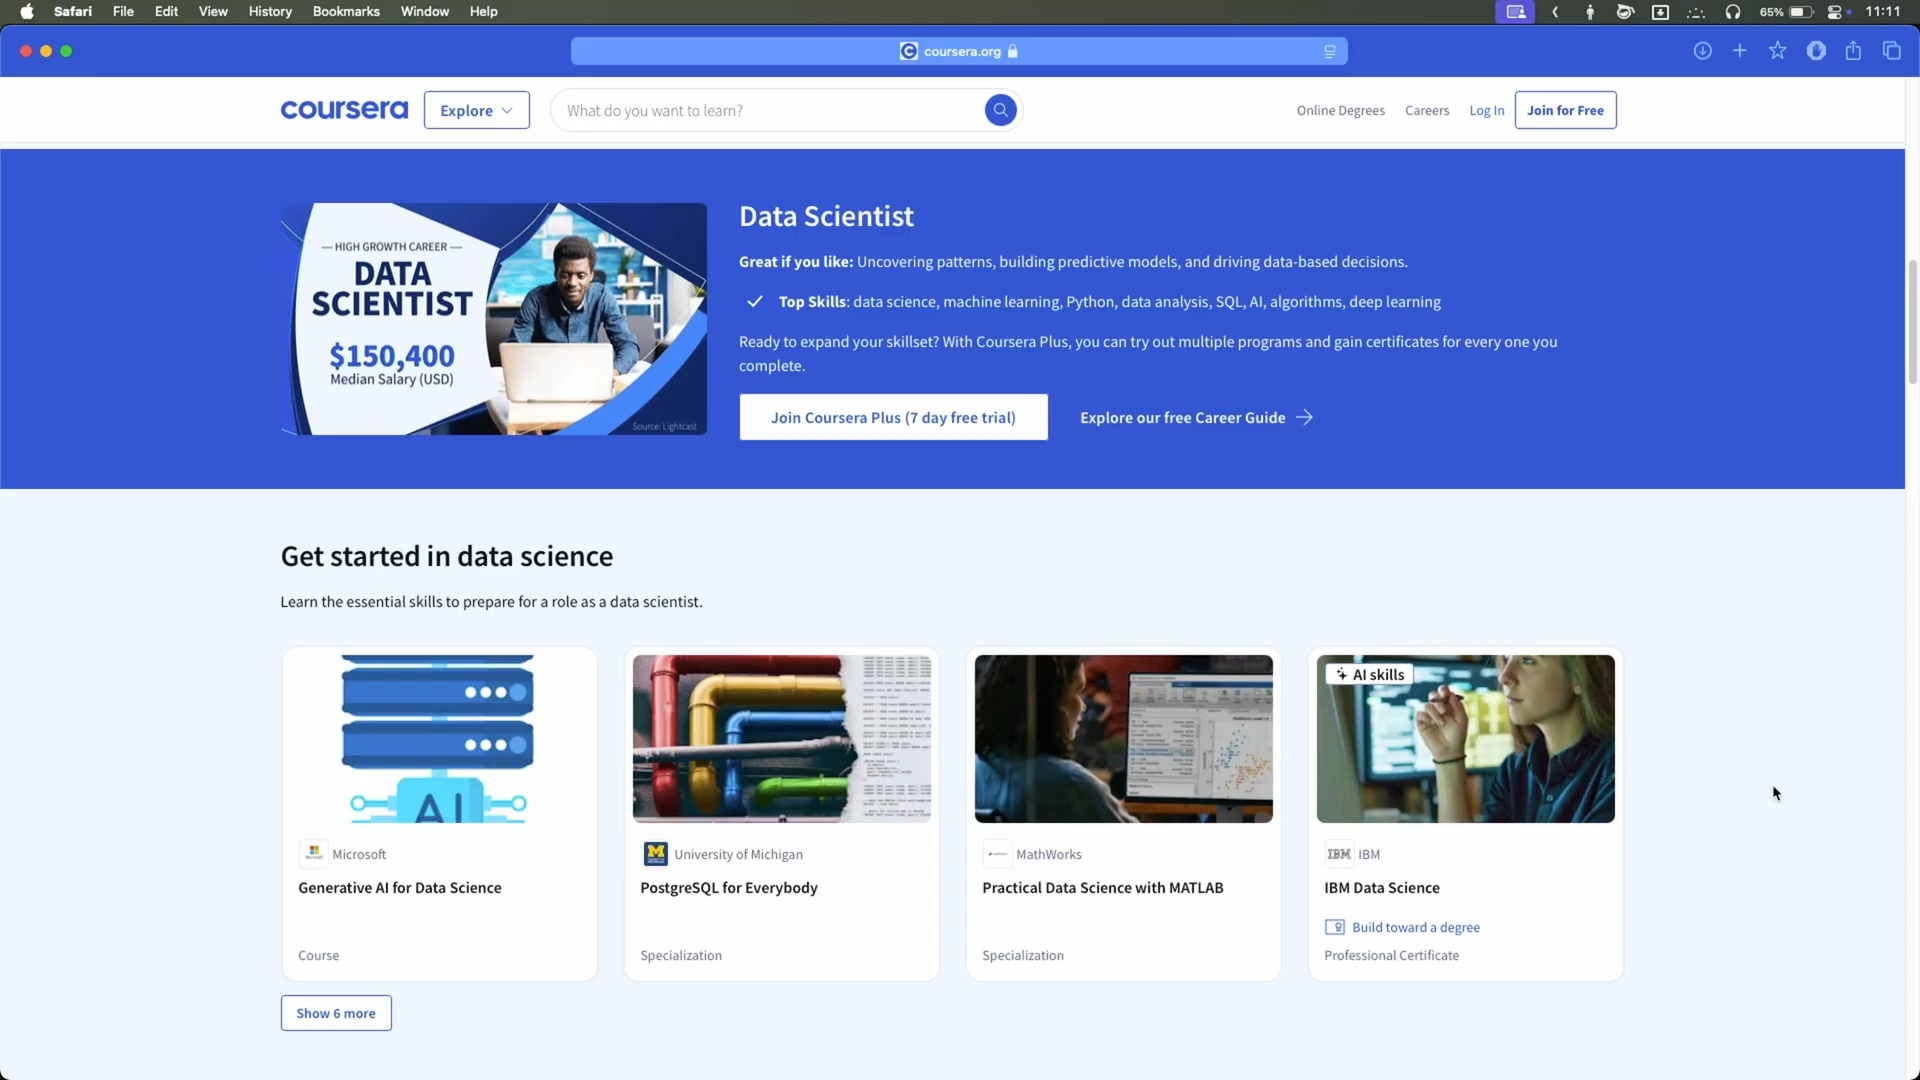 Safari File Edit View History Bookmarks Window Help 65% 11:11
coursera.org
coursera Explore What do you want to learn? Online Degrees Careers Log In Join for Free
— HIGH GROWTH CAREER —
DATA
SCIENTIST
$150,400
Median Salary (USD)
Source: Lightcast
Data Scientist
Great if you like: Uncovering patterns, building predictive models, and driving data-based decisions.
Top Skills: data science, machine learning, Python, data analysis, SQL, AI, algorithms, deep learning
Ready to expand your skillset? With Coursera Plus, you can try out multiple programs and gain certificates for every one you
complete.
Join Coursera Plus (7 day free trial) Explore our free Career Guide
Get started in data science
Learn the essential skills to prepare for a role as a data scientist.
AI
Microsoft
Generative AI for Data Science
Course
M University of Michigan
PostgreSQL for Everybody
Specialization
MathWorks
Practical Data Science with MATLAB
Specialization
AI skills
IBM IBM
IBM Data Science
Build toward a degree
Professional Certificate
Show 6 more